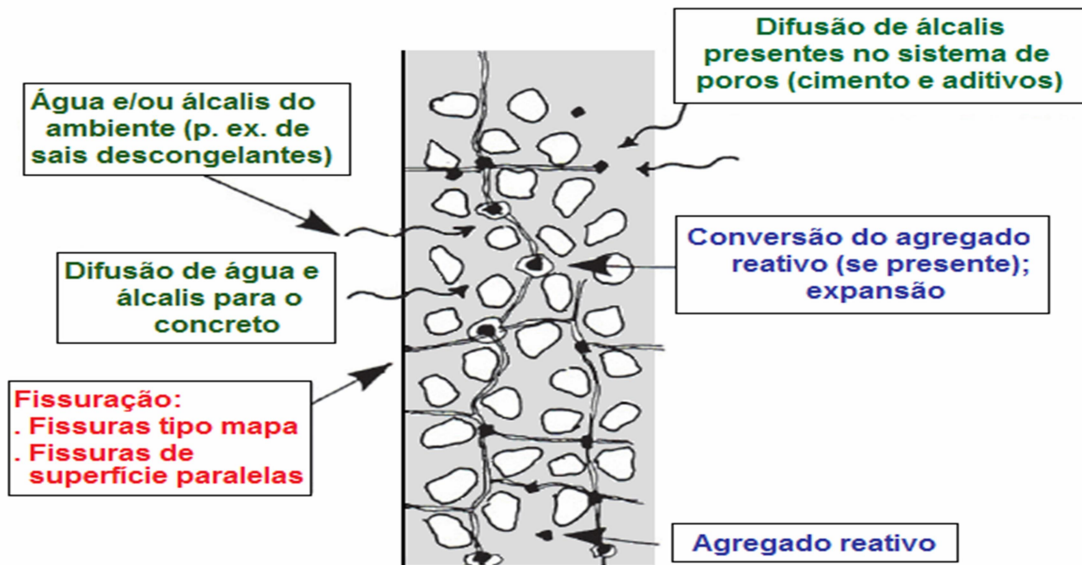 Difusão de álcalis
presentes no sistema de
poros (cimento e aditivos)
Água e/ou álcalis do
ambiente (p. ex. de
sais descongelantes)
Conversão do agregado
reativo (se presente);
expansão
Difusão de água e
álcalis para o
concreto
Fissuração:
. Fissuras tipo mapa
. Fissuras de
superfície paralelas
Agregado reativo